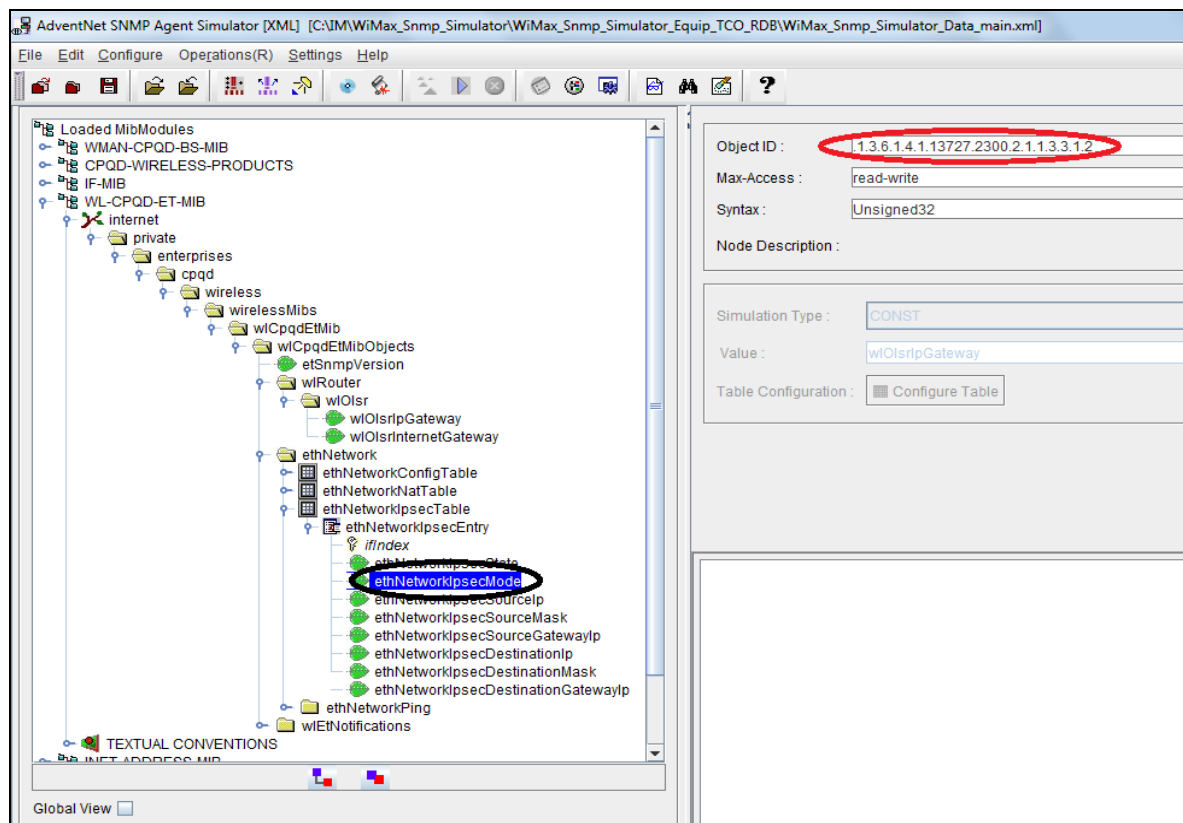 AdventNet SNMP Agent Simulator [XML] [C:\IM\WiMax_Snmp_Simulator\WiMax_Snmp_Simulator_Equip_TCO_RDB\WiMax_Snmp_Simulator_Data_main.xml]
File Edit Configure Operations(R) Settings Help
Loaded MibModules
WMAN-CPQD-BS-MIB
CPQD-WIRELESS-PRODUCTS
IF-MIB
WL-CPQD-ET-MIB
internet
private
enterprises
cpqd
wireless
wirelessMibs
wlCpqdEtMib
wlCpqdEtMibObjects
etSnmpVersion
wlRouter
wlOlsr
wlOlsrIpGateway
wlOlsrInternetGateway
ethNetwork
ethNetworkConfigTable
ethNetworkNatTable
ethNetworkIpsecTable
ethNetworkIpsecEntry
ifIndex
ethNetworkIpsecState
ethNetworkIpsecMode
ethNetworkIpsecSourceIp
ethNetworkIpsecSourceMask
ethNetworkIpsecSourceGatewayIp
ethNetworkIpsecDestinationIp
ethNetworkIpsecDestinationMask
ethNetworkIpsecDestinationGatewayIp
ethNetworkPing
wlEtNotifications
TEXTUAL CONVENTIONS
INET-ADDRESS-MIB
Global View
Object ID : .1.3.6.1.4.1.13727.2300.2.1.1.3.3.1.2
Max-Access : read-write
Syntax : Unsigned32
Node Description :
Simulation Type : CONST
Value : wlOlsrIpGateway
Table Configuration : Configure Table